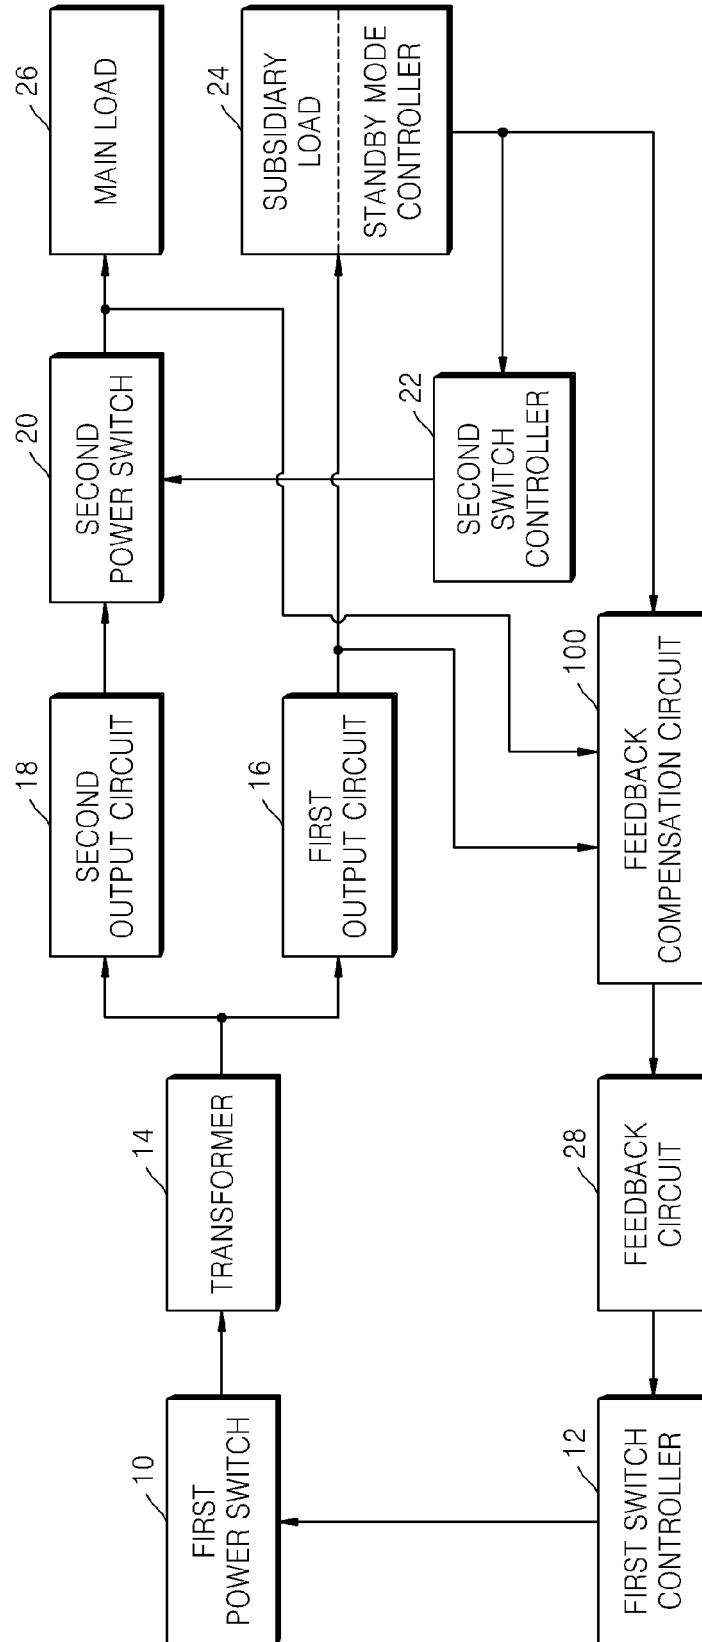 10
FIRST
POWER SWITCH
14
TRANSFORMER
18
SECOND
OUTPUT CIRCUIT
20
SECOND
POWER SWITCH
26
MAIN LOAD
16
FIRST
OUTPUT CIRCUIT
24
SUBSIDIARY
LOAD
STANDBY MODE
CONTROLLER
22
SECOND
SWITCH
CONTROLLER
12
FIRST SWITCH
CONTROLLER
28
FEEDBACK
CIRCUIT
100
FEEDBACK
COMPENSATION CIRCUIT